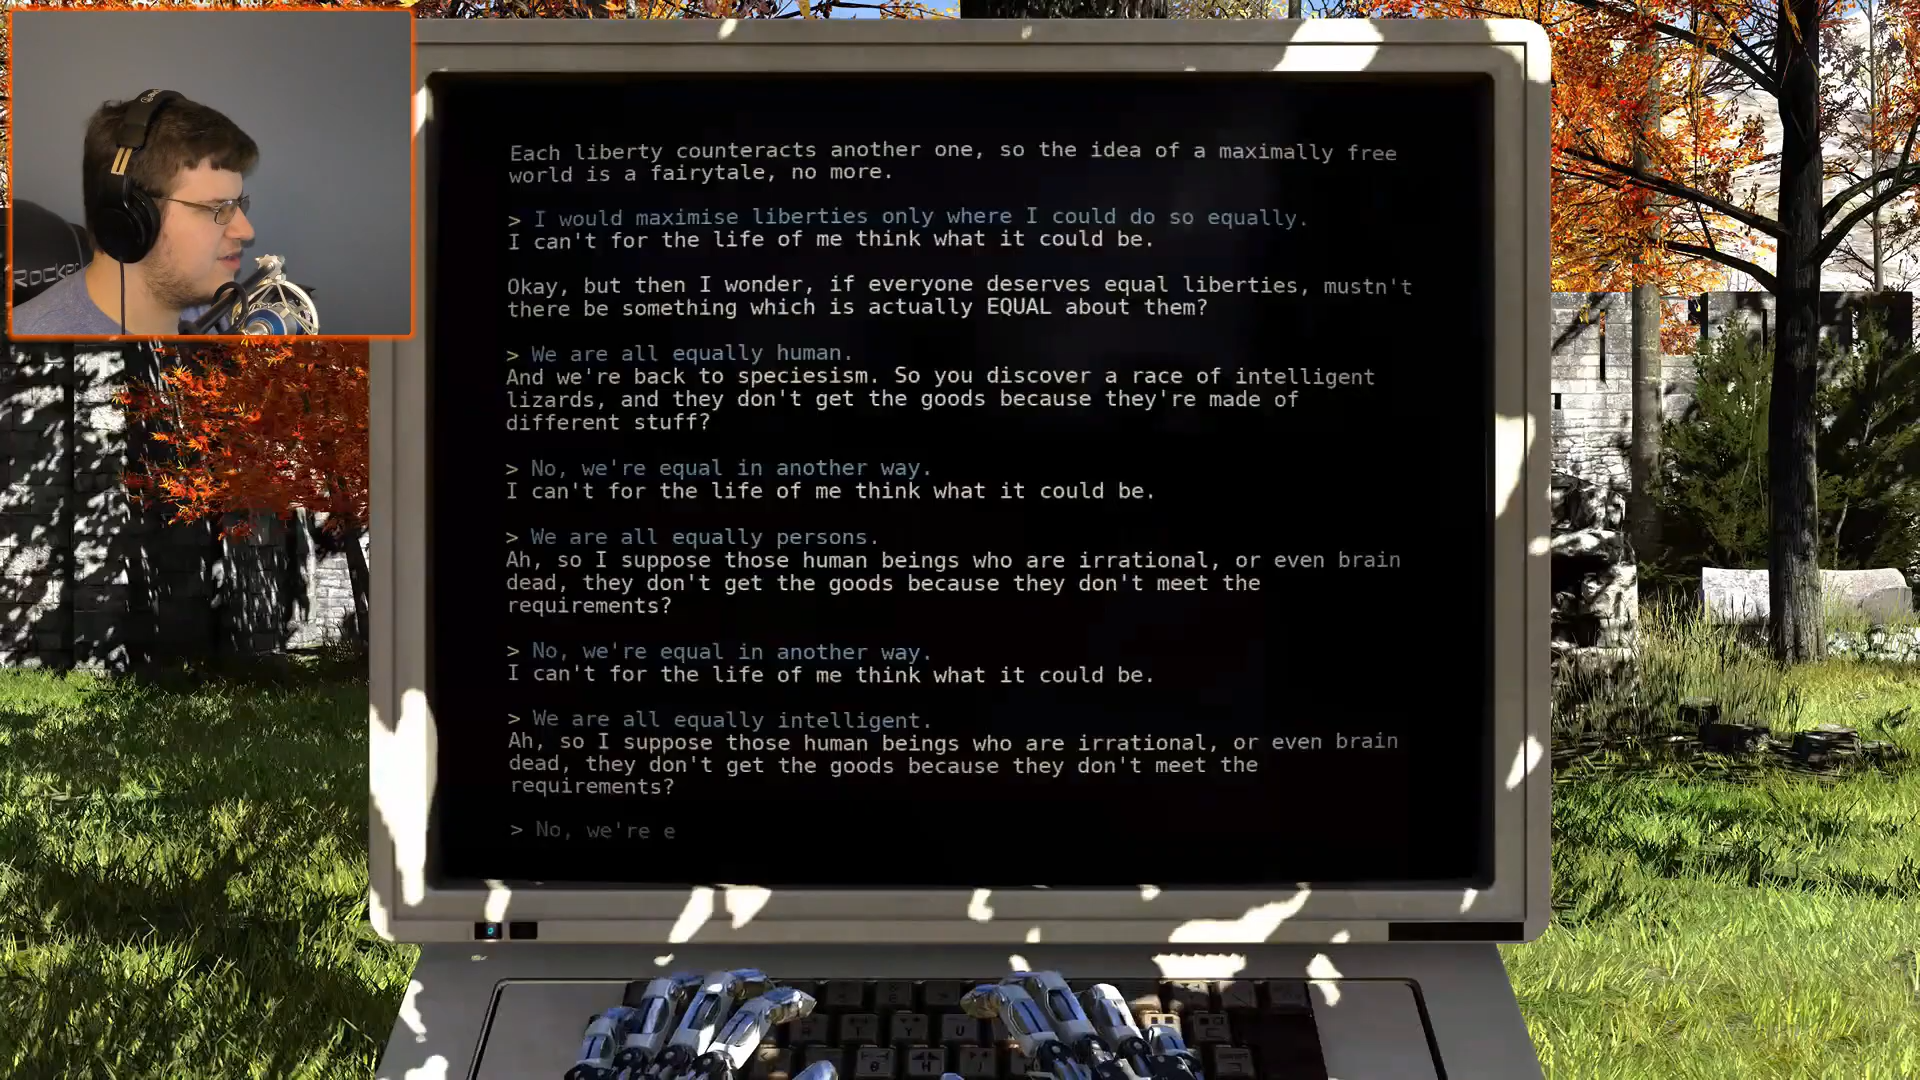 Rocker
Each liberty counteracts another one, so the idea of a maximally free
world is a fairytale, no more.
> I would maximise liberties only where I could do so equally.
I can't for the life of me think what it could be.
Okay, but then I wonder, if everyone deserves equal liberties, mustn't
there be something which is actually EQUAL about them?
> We are all equally human.
And we're back to speciesism. So you discover a race of intelligent
lizards, and they don't get the goods because they're made of
different stuff?
> No, we're equal in another way.
I can't for the life of me think what it could be.
> We are all equally persons.
Ah, so I suppose those human beings who are irrational, or even brain
dead, they don't get the goods because they don't meet the
requirements?
> No, we're equal in another way.
I can't for the life of me think what it could be.
> We are all equally intelligent.
Ah, so I suppose those human beings who are irrational, or even brain
dead, they don't get the goods because they don't meet the
requirements?
> No, we're e